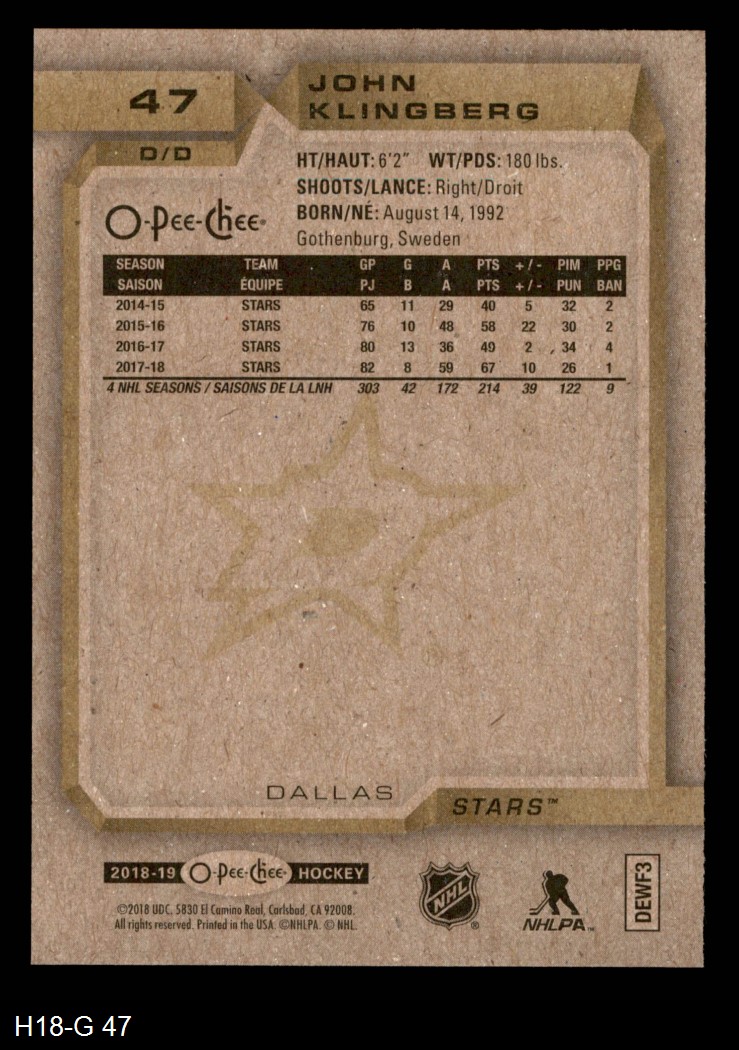 47
JOHN
KLINGBERG
D/D
HT/HAUT: 6'2" WT/PDS: 180 lbs.
SHOOTS/LANCE: Right/Droit
BORN/NÉ: August 14, 1992
Gothenburg, Sweden
O-Pee-Chee
SEASON TEAM GP G A PTS +/- PIM PPG
SAISON ÉQUIPE PJ B A PTS +/- PUN BAN
2014-15 STARS 65 11 29 40 5 32 2
2015-16 STARS 76 10 48 58 22 30 2
2016-17 STARS 80 13 36 49 2 34 4
2017-18 STARS 82 8 59 67 10 26 1
4 NHL SEASONS / SAISONS DE LA LNH 303 42 172 214 39 122 9
DALLAS
STARS™
2018-19 O-Pee-Chee HOCKEY
©2018 UDC. 5830 El Camino Real, Carlsbad, CA 92008.
All rights reserved. Printed in the USA. ©NHLPA. © NHL.
NHL ®
NHLPA™
DEWF3
H18-G 47